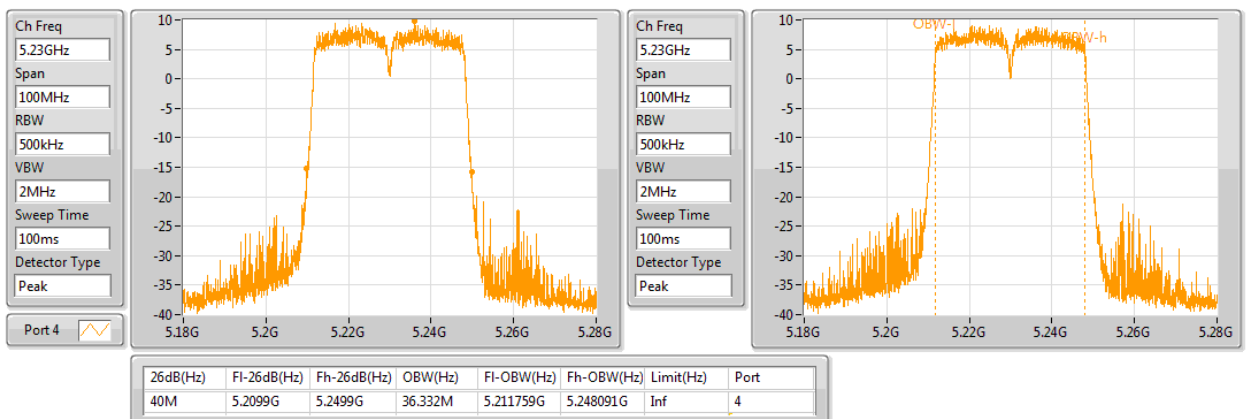 Ch Freq
5.23GHz
Span
100MHz
RBW
500kHz
VBW
2MHz
Sweep Time
100ms
Detector Type
Peak
Port 4
10
5
0
-5
-10
-15
-20
-25
-30
-35
-40
5.18G 5.2G 5.22G 5.24G 5.26G 5.28G
Ch Freq
5.23GHz
Span
100MHz
RBW
500kHz
VBW
2MHz
Sweep Time
100ms
Detector Type
Peak
10
5
0
-5
-10
-15
-20
-25
-30
-35
-40
5.18G 5.2G 5.22G 5.24G 5.26G 5.28G
26dB(Hz) Fl-26dB(Hz) Fh-26dB(Hz) OBW(Hz) Fl-OBW(Hz) Fh-OBW(Hz) Limit(Hz) Port
40M 5.2099G 5.2499G 36.332M 5.211759G 5.248091G Inf 4